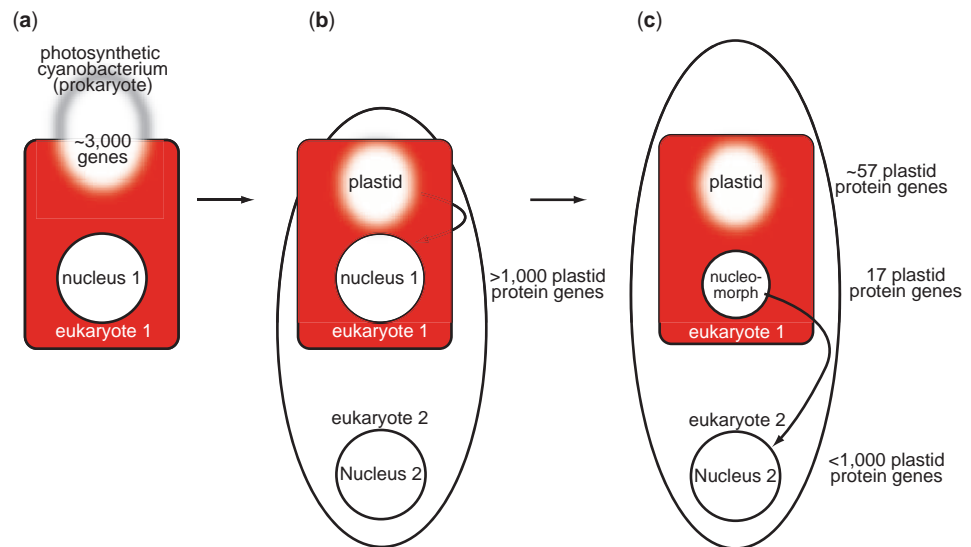 (a)
photosynthetic
cyanobacterium
(prokaryote)
~3,000
genes
nucleus 1
eukaryote 1
(b)
plastid
nucleus 1
eukaryote 1
>1,000 plastid
protein genes
eukaryote 2
Nucleus 2
(c)
plastid
~57 plastid
protein genes
nucleo-
morph
17 plastid
protein genes
eukaryote 1
eukaryote 2
Nucleus 2
<1,000 plastid
protein genes